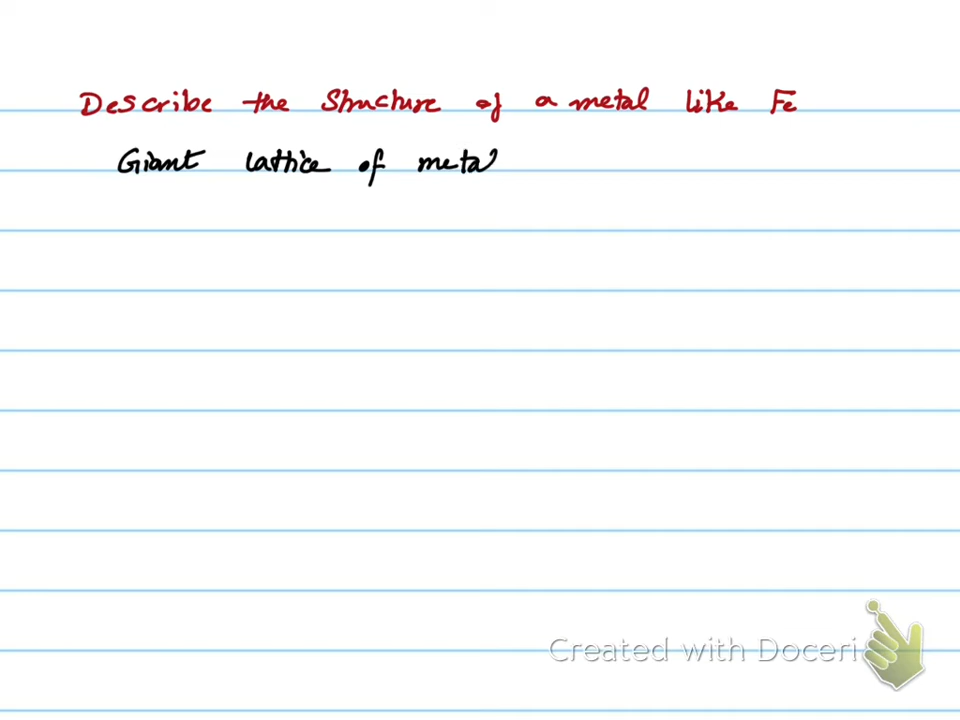 Describe the Structure of a metal like Fe
Giant lattice of metal
Created with Doceri